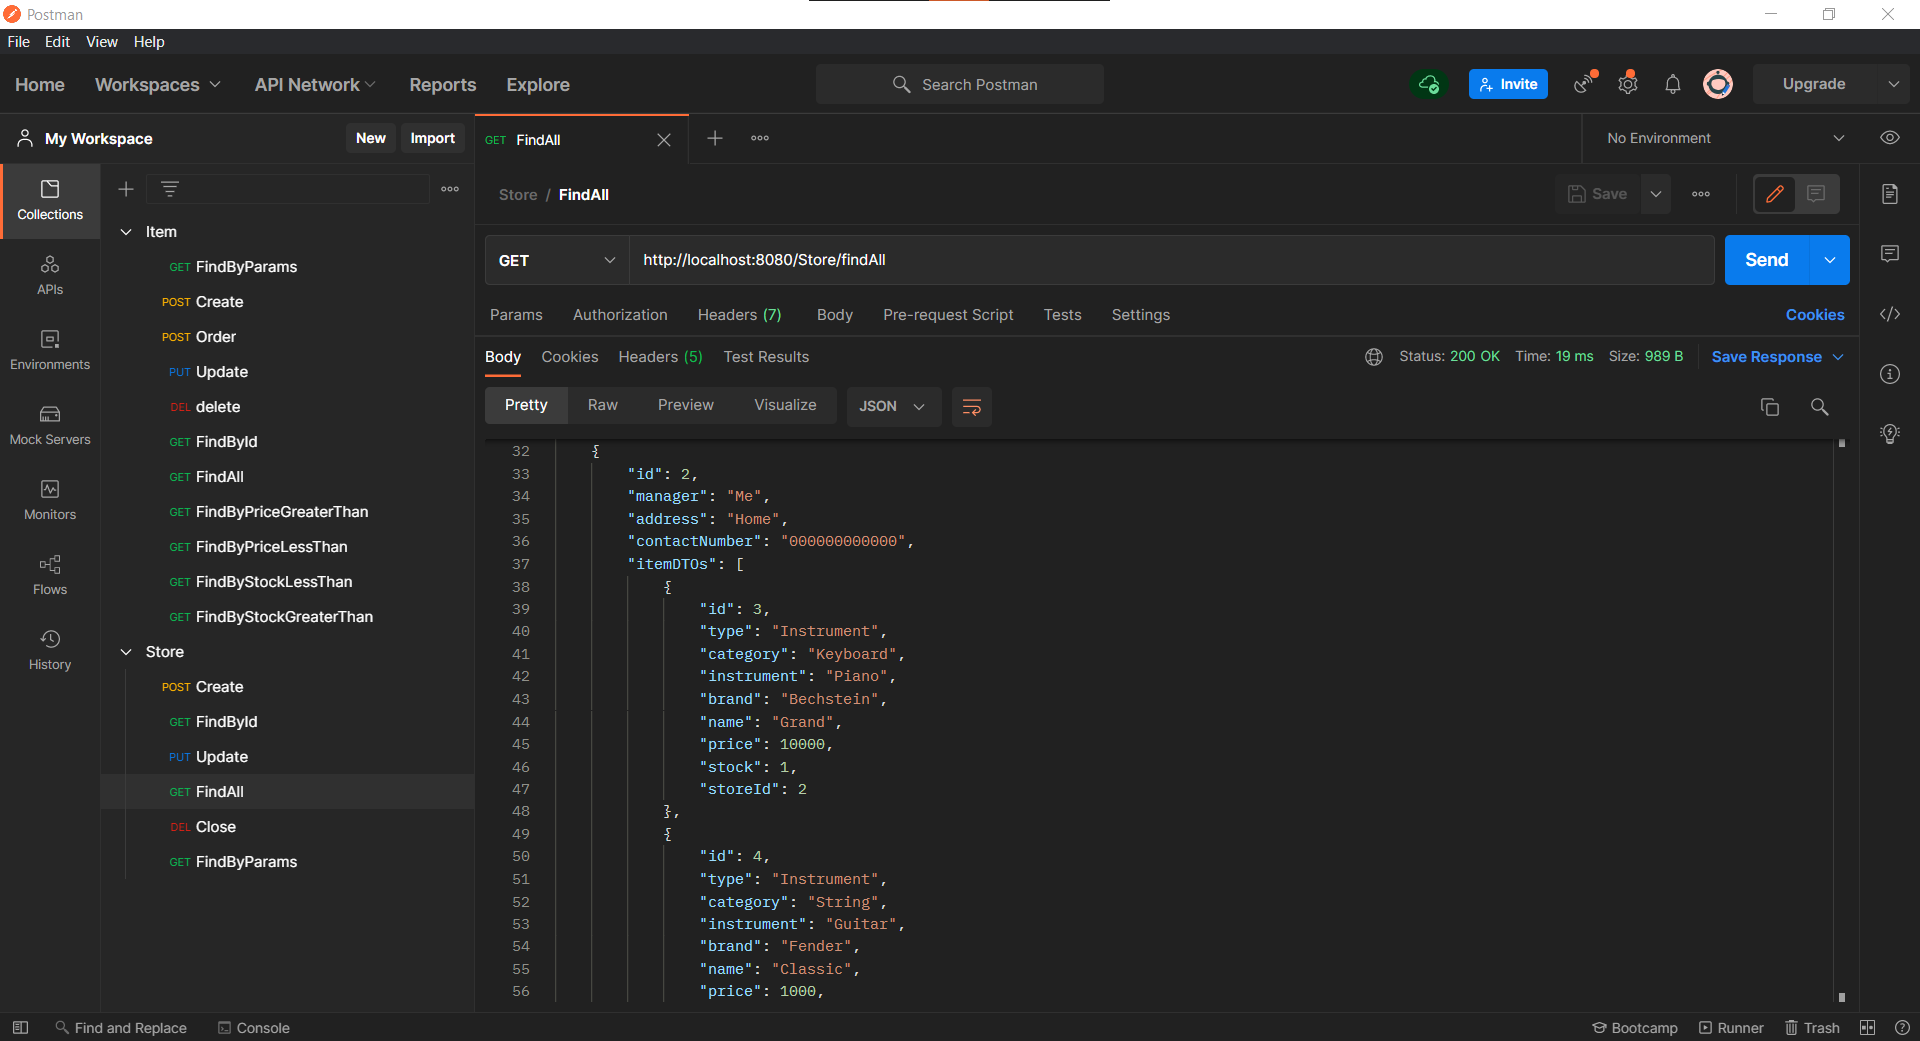 Postman
File Edit View Help
Home Workspaces API Network Reports Explore Search Postman Invite Upgrade
My Workspace New Import GET FindAll No Environment
Store / FindAll Save
Collections
APIs
Environments
Mock Servers
Monitors
Flows
History
Item
GET FindByParams
POST Create
POST Order
PUT Update
DEL delete
GET FindById
GET FindAll
GET FindByPriceGreaterThan
GET FindByPriceLessThan
GET FindByStockLessThan
GET FindByStockGreaterThan
Store
POST Create
GET FindById
PUT Update
GET FindAll
DEL Close
GET FindByParams
GET http://localhost:8080/Store/findAll Send
Params Authorization Headers (7) Body Pre-request Script Tests Settings Cookies
Body Cookies Headers (5) Test Results Status: 200 OK Time: 19 ms Size: 989 B Save Response
Pretty Raw Preview Visualize JSON
32 {
33 "id": 2,
34 "manager": "Me",
35 "address": "Home",
36 "contactNumber": "000000000000",
37 "itemDTOs": [
38 {
39 "id": 3,
40 "type": "Instrument",
41 "category": "Keyboard",
42 "instrument": "Piano",
43 "brand": "Bechstein",
44 "name": "Grand",
45 "price": 10000,
46 "stock": 1,
47 "storeId": 2
48 },
49 {
50 "id": 4,
51 "type": "Instrument",
52 "category": "String",
53 "instrument": "Guitar",
54 "brand": "Fender",
55 "name": "Classic",
56 "price": 1000,
Find and Replace Console Bootcamp Runner Trash